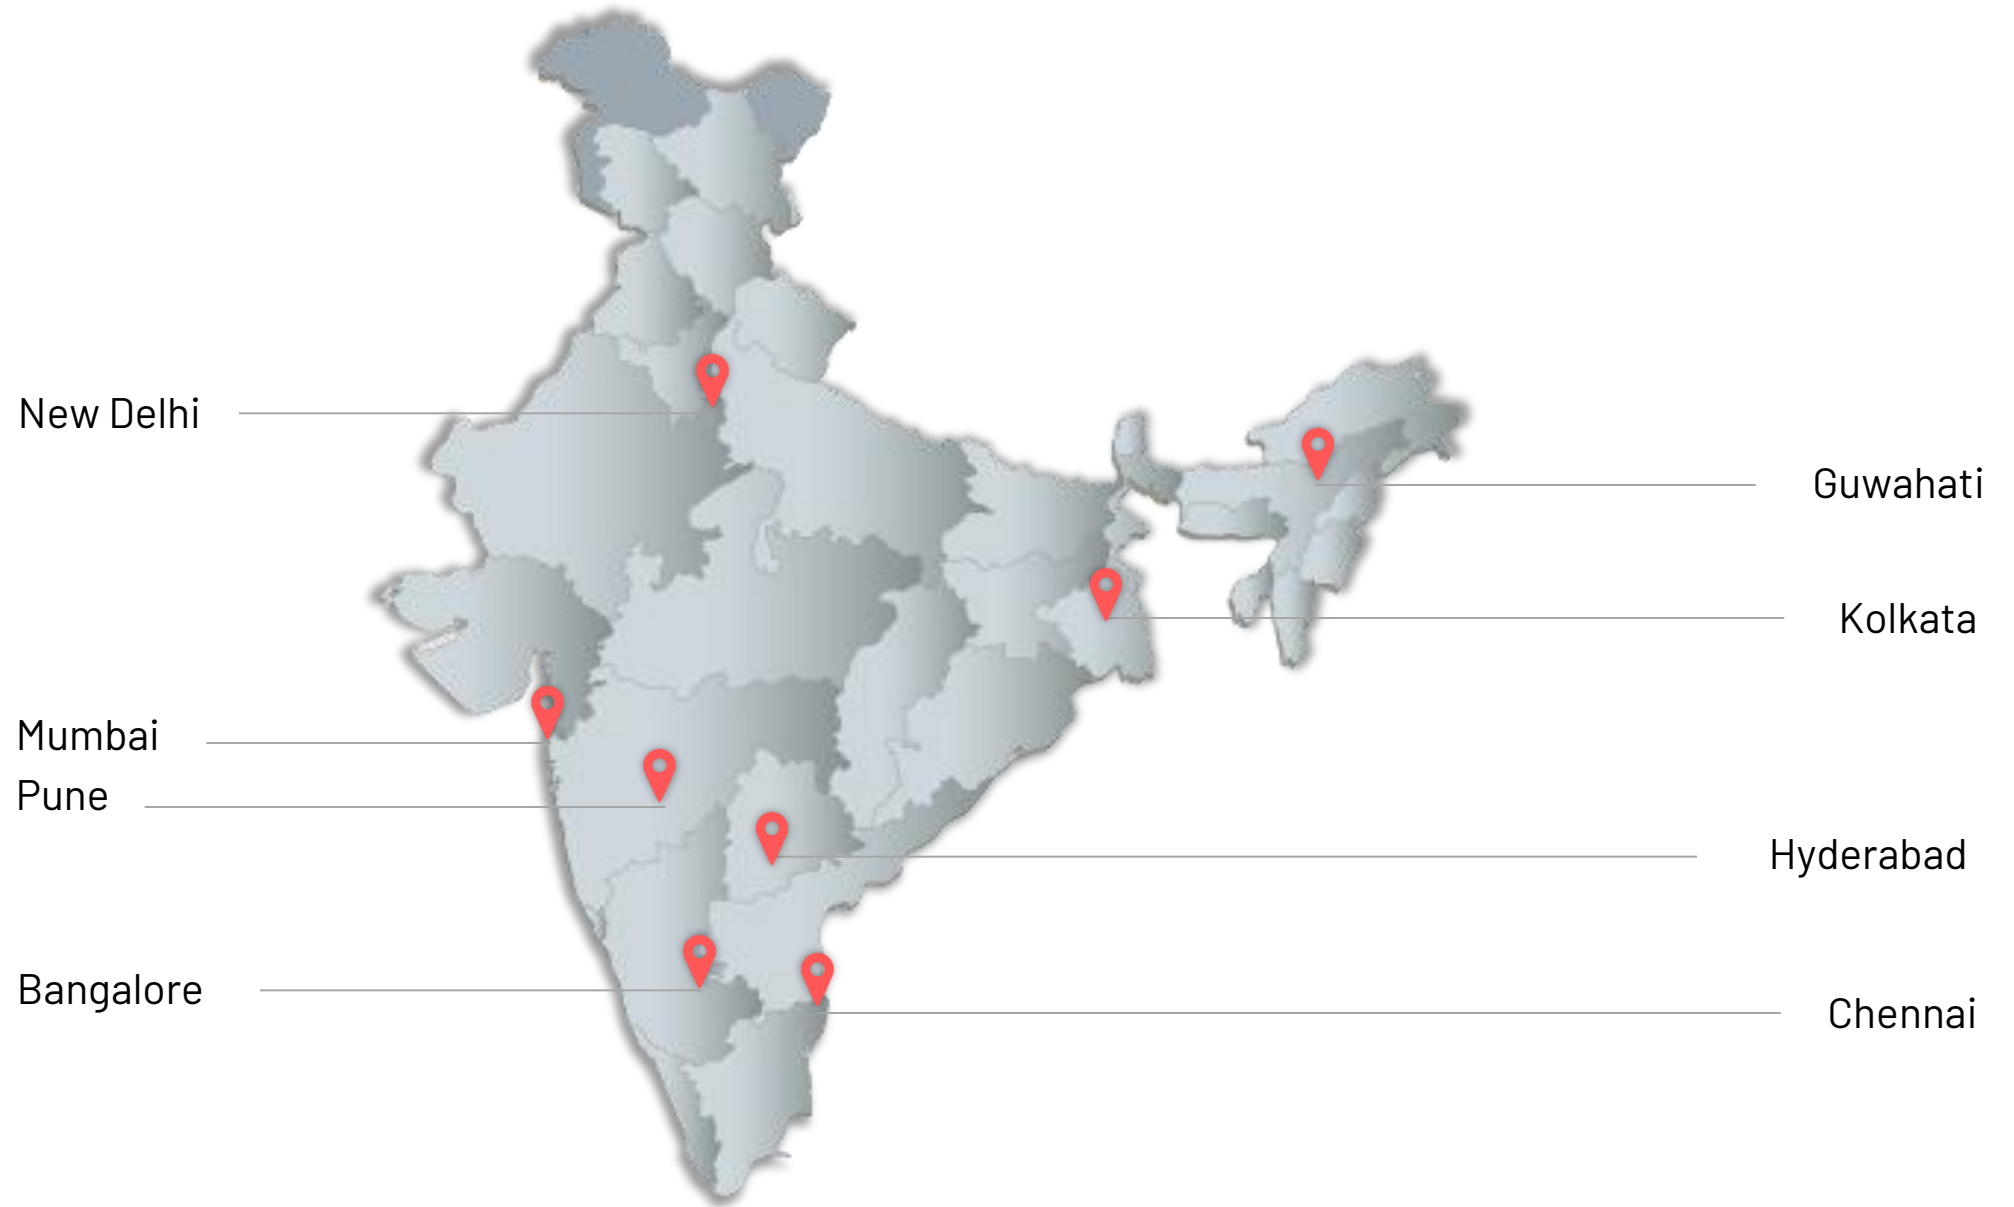 New Delhi
Guwahati
Kolkata
Mumbai
Pune
Hyderabad
Bangalore
Chennai